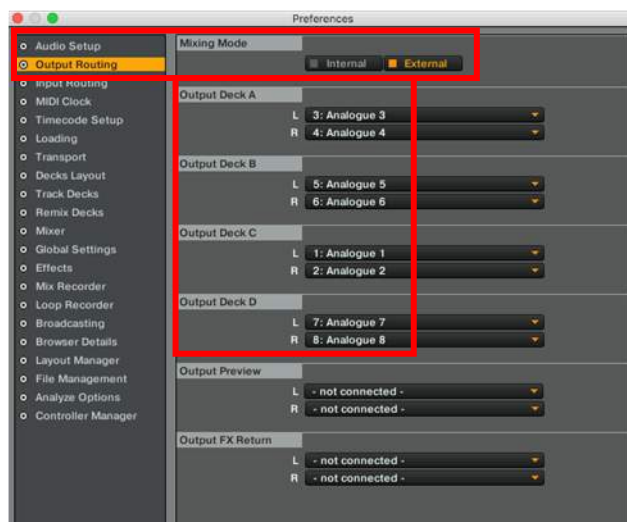 Preferences
Audio Setup
Output Routing
Input Routing
MIDI Clock
Timecode Setup
Loading
Transport
Decks Layout
Track Decks
Remix Decks
Mixer
Global Settings
Effects
Mix Recorder
Loop Recorder
Broadcasting
Browser Details
Layout Manager
File Management
Analyze Options
Controller Manager
Mixing Mode
Internal External
Output Deck A
L 3: Analogue 3
R 4: Analogue 4
Output Deck B
L 5: Analogue 5
R 6: Analogue 6
Output Deck C
L 1: Analogue 1
R 2: Analogue 2
Output Deck D
L 7: Analogue 7
R 8: Analogue 8
Output Preview
L - not connected -
R - not connected -
Output FX Return
L - not connected -
R - not connected -